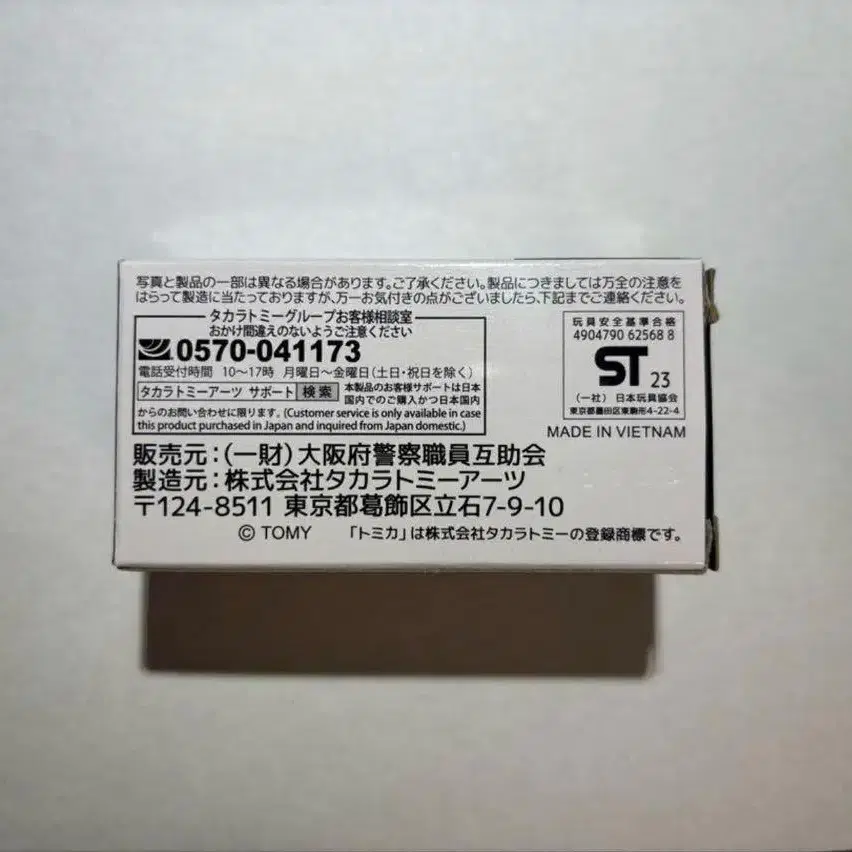 写真と製品の一部は異なる場合があります。ご了承ください。製品につきましては万全の注意を
はらって製造に当たっておりますが、万一お気付きの点がございましたら、下記までご連絡ください。
タカラトミーグループお客様相談室
おかけ間違えのないようご注意ください
0570-041173
電話受付時間 10〜17時 月曜日〜金曜日(土日・祝日を除く)
タカラトミーアーツ サポート 検索 本製品のお客様サポートは日本
国内でのご購入かつ日本国内
からのお問い合わせに限ります。(Customer service is only available in case
this product purchased in Japan and inquired from Japan domestic.)
玩具安全基準合格
4904790 62568 8
ST 23
(一社) 日本玩具協会
東京都墨田区東駒形4-22-4
MADE IN VIETNAM
販売元:(一財)大阪府警察職員互助会
製造元:株式会社タカラトミーアーツ
〒124-8511 東京都葛飾区立石7-9-10
© TOMY 「トミカ」は株式会社タカラトミーの登録商標です。